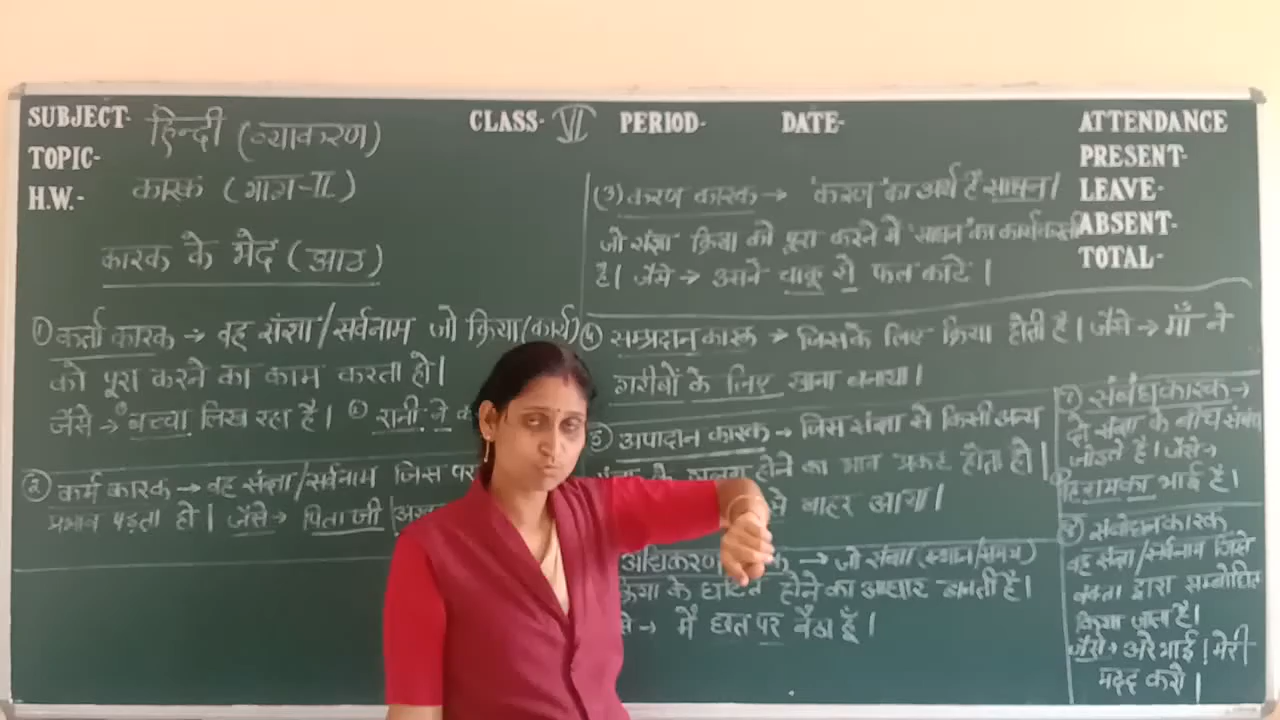 SUBJECT- हिन्दी (व्याकरण)
CLASS- VI
PERIOD-
DATE-
ATTENDANCE
TOPIC-
PRESENT-
H.W.- कारक (भाग-II)
LEAVE-
ABSENT-
TOTAL-
कारक के भेद (आठ)
① कर्ता कारक → वह संज्ञा/सर्वनाम जो क्रिया (कार्य)
को पूरा करने का काम करता हो।
जैसे → ① बच्चा लिख रहा है। ② रानी ने
② कर्म कारक → वह संज्ञा/सर्वनाम जिस पर
प्रभाव पड़ता हो। जैसे → पिताजी
(3) करण कारक → 'करण' का अर्थ है साधन।
जो संज्ञा क्रिया को पूरा करने में 'साधन' का कार्य करती
है। जैसे → चाकू से फल काटे।
④ सम्प्रदान कारक → जिसके लिए क्रिया होती है। जैसे → माँ ने
गरीबों के लिए खाना बनाया।
⑤ अपादान कारक → जिस संज्ञा से किसी अन्य
होने का भाव प्रकट होता हो।
से बाहर आया।
अधिकरण → जो संज्ञा (स्थान/समय)
के घटित होने का आधार बनती है।
→ मैं छत पर बैठा हूँ।
⑦ संबंध कारक →
दो संज्ञा के बीच संबंध
जोड़ते हैं। जैसे →
राम का भाई है।
⑧ संबोधन कारक
वह संज्ञा/सर्वनाम जिसे
वक्ता द्वारा सम्बोधित
किया जाता है।
जैसे → अरे भाई! मेरी
मदद करो।